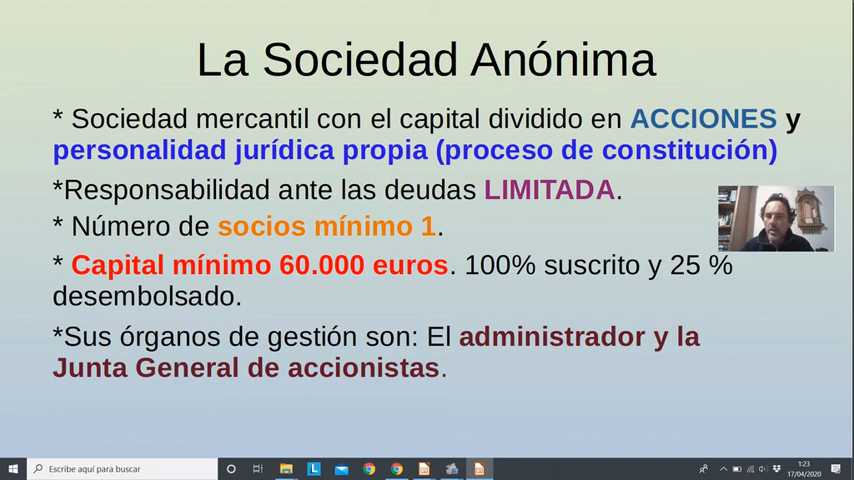 La Sociedad Anónima
* Sociedad mercantil con el capital dividido en ACCIONES y
personalidad jurídica propia (proceso de constitución)
*Responsabilidad ante las deudas LIMITADA.
* Número de socios mínimo 1.
* Capital mínimo 60.000 euros. 100% suscrito y 25 %
desembolsado.
*Sus órganos de gestión son: El administrador y la
Junta General de accionistas.
Escribe aquí para buscar
L
1:23
17/04/2020